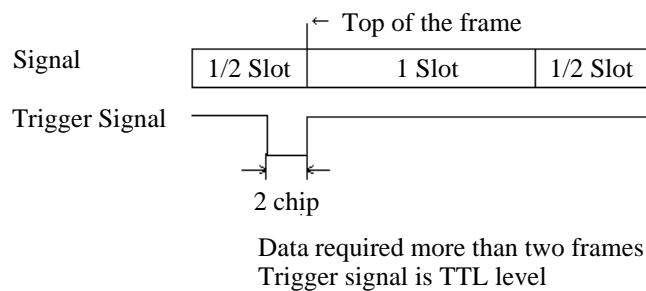 ← Top of the frame
Signal
1/2 Slot 1 Slot 1/2 Slot
Trigger Signal
2 chip
Data required more than two frames
Trigger signal is TTL level